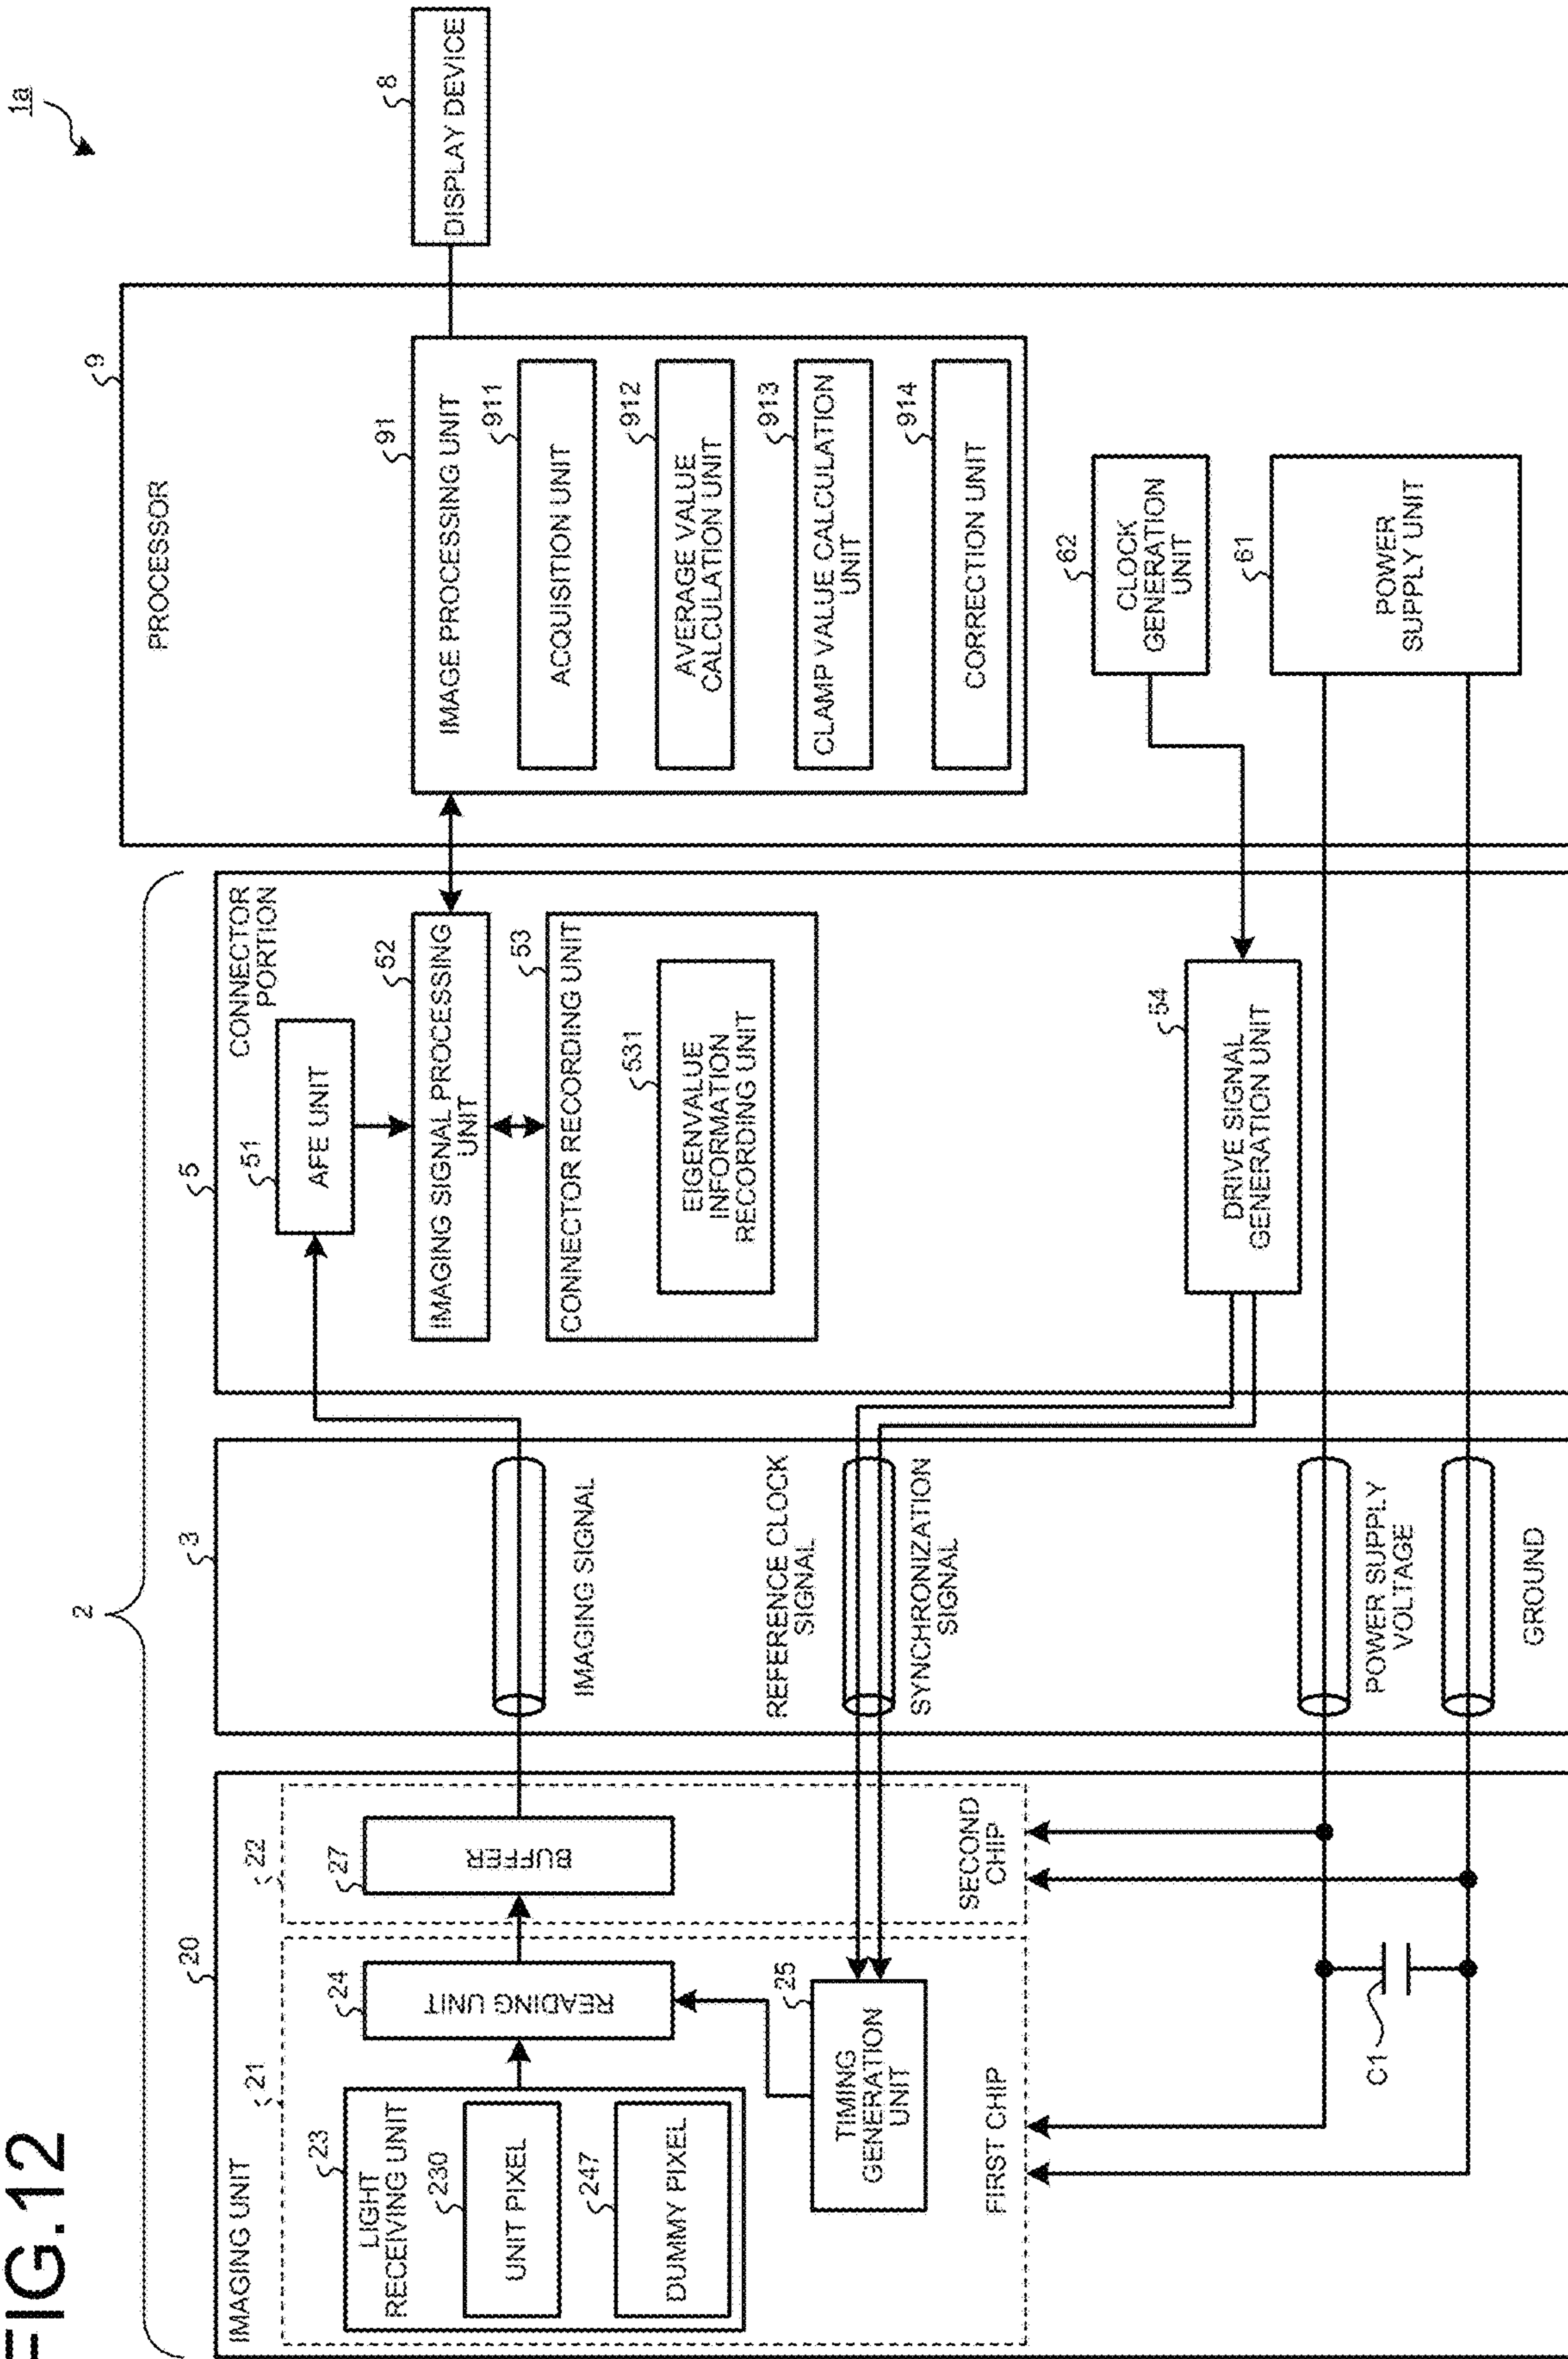 FIG.12
1a
2
IMAGING UNIT
20
21
LIGHT
RECEIVING UNIT
23
UNIT PIXEL
230
DUMMY PIXEL
247
READING UNIT
24
TIMING
GENERATION
UNIT
25
FIRST CHIP
22
BUFFER
27
SECOND
CHIP
C1
3
IMAGING SIGNAL
REFERENCE CLOCK
SIGNAL
SYNCHRONIZATION
SIGNAL
POWER SUPPLY
VOLTAGE
GROUND
5
CONNECTOR
PORTION
51
AFE UNIT
52
IMAGING SIGNAL PROCESSING
UNIT
53
CONNECTOR RECORDING UNIT
531
EIGENVALUE
INFORMATION
RECORDING UNIT
54
DRIVE SIGNAL
GENERATION UNIT
9
PROCESSOR
91
IMAGE PROCESSING UNIT
911
ACQUISITION UNIT
912
AVERAGE VALUE
CALCULATION UNIT
913
CLAMP VALUE CALCULATION
UNIT
914
CORRECTION UNIT
62
CLOCK
GENERATION
UNIT
61
POWER
SUPPLY UNIT
8
DISPLAY DEVICE